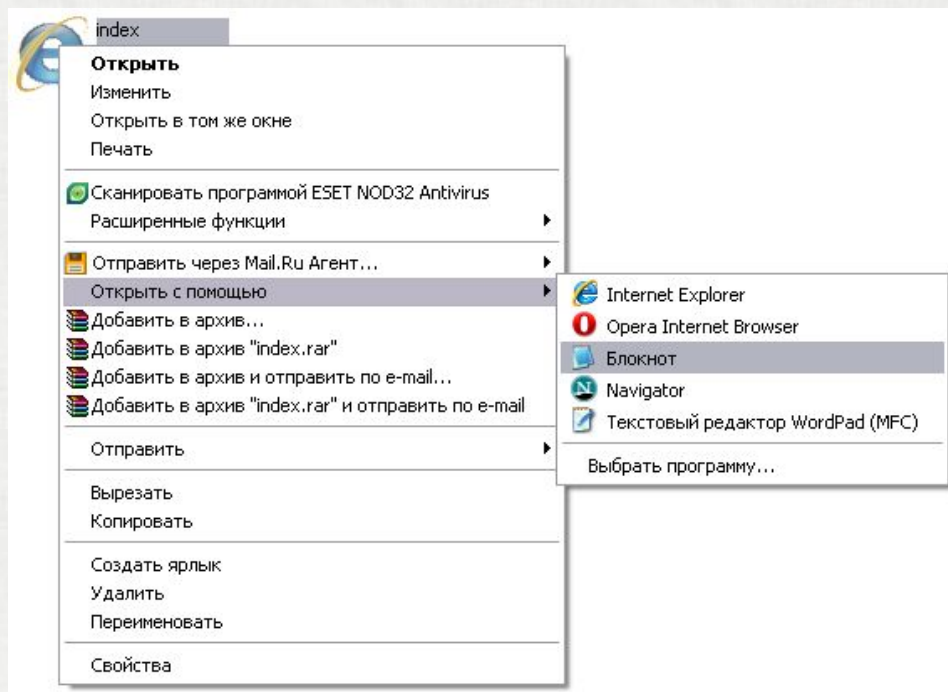 index
Открыть
Изменить
Открыть в том же окне
Печать
Сканировать программой ESET NOD32 Antivirus
Расширенные функции
Отправить через Mail.Ru Агент...
Открыть с помощью
Добавить в архив...
Добавить в архив "index.rar"
Добавить в архив и отправить по e-mail...
Добавить в архив "index.rar" и отправить по e-mail
Отправить
Вырезать
Копировать
Создать ярлык
Удалить
Переименовать
Свойства
Internet Explorer
Opera Internet Browser
Блокнот
Navigator
Текстовый редактор WordPad (MFC)
Выбрать программу...